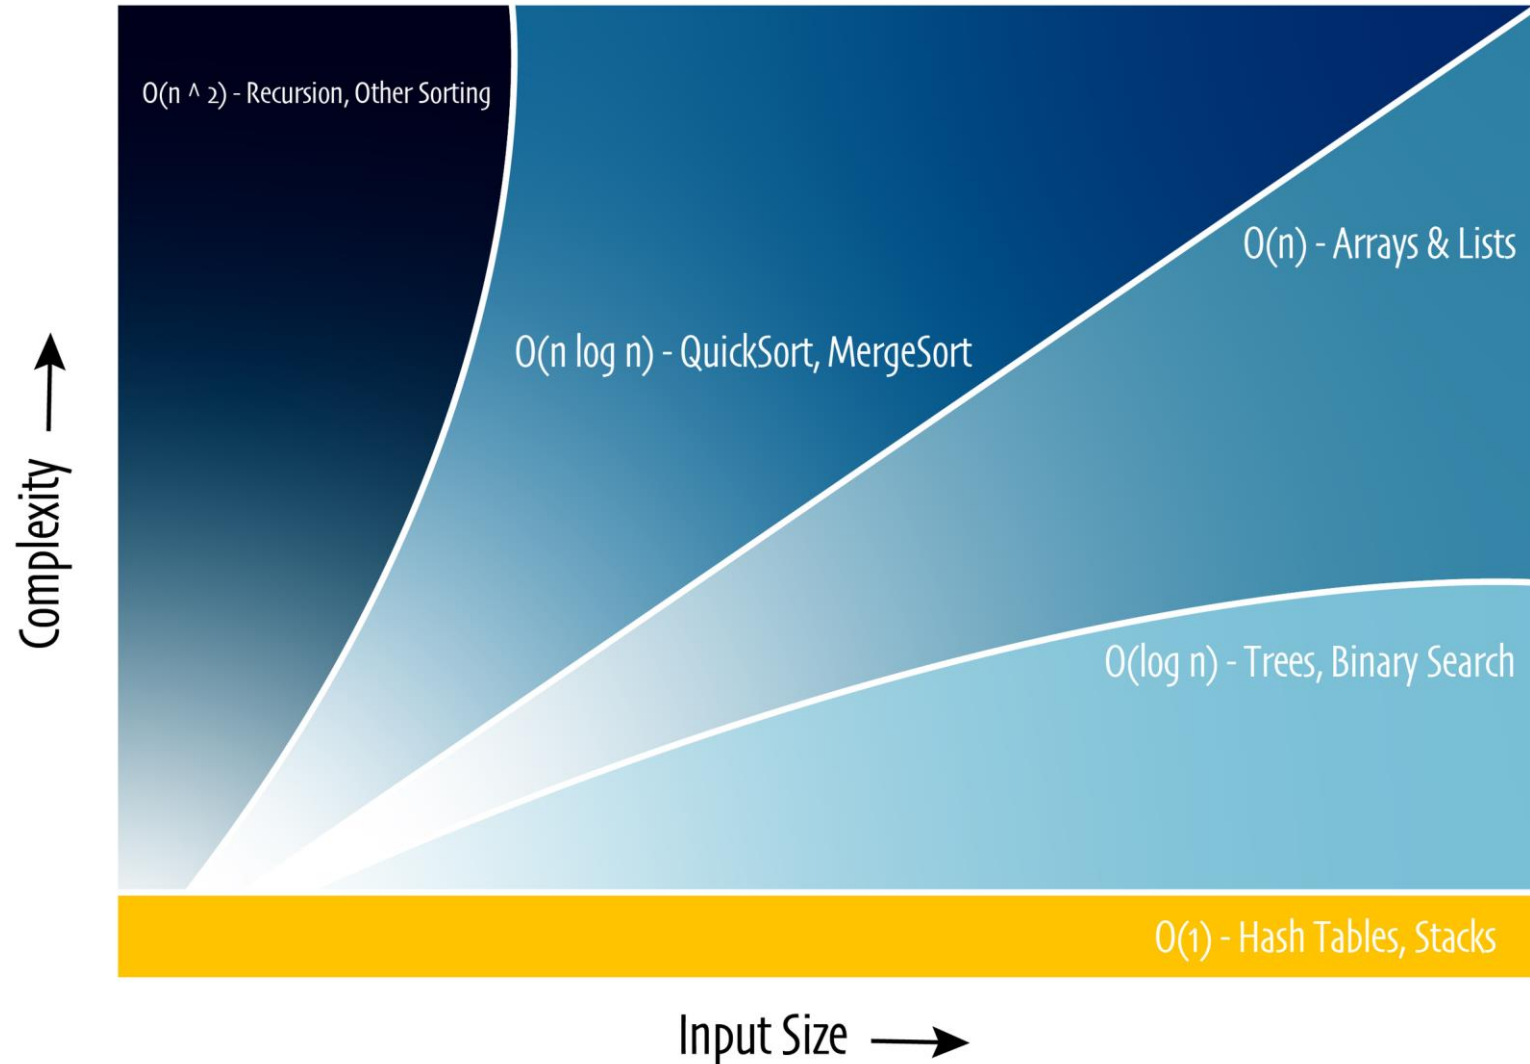 O(n ^ 2) - Recursion, Other Sorting
O(n) - Arrays & Lists
O(n log n) - QuickSort, MergeSort
Complexity
O(log n) - Trees, Binary Search
O(1) - Hash Tables, Stacks
Input Size